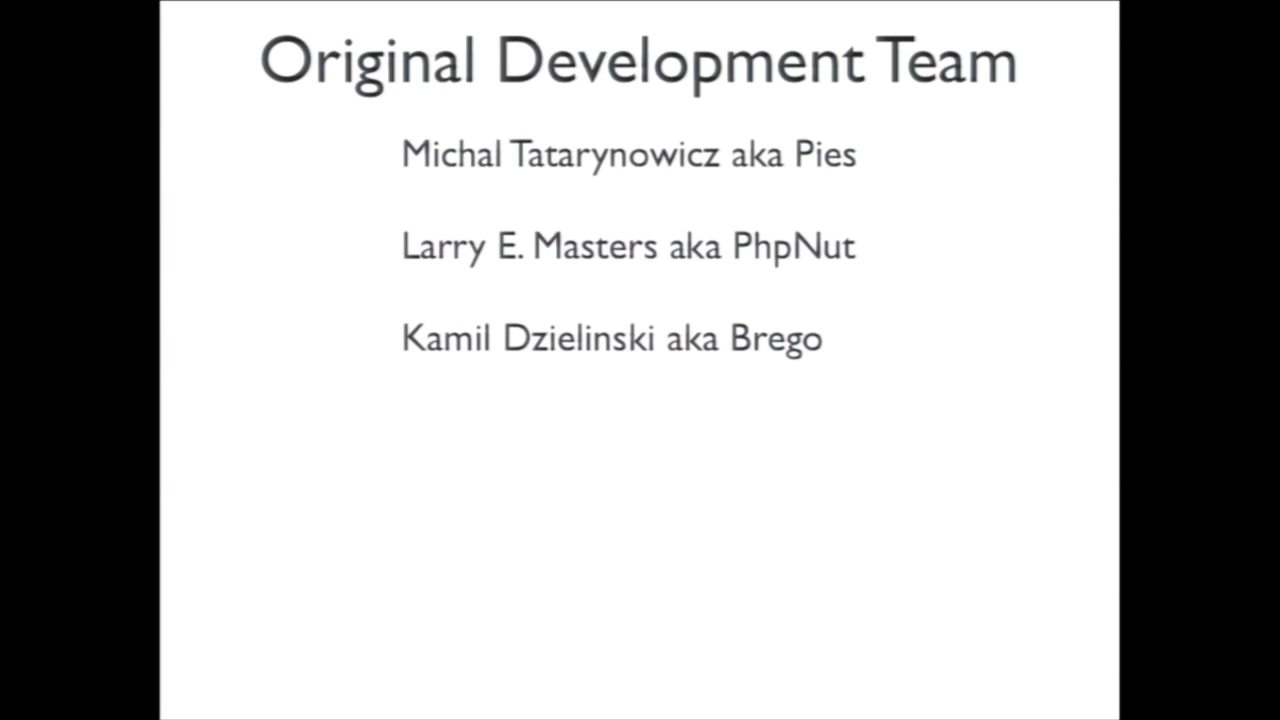 Original Development Team
Michal Tatarynowicz aka Pies
Larry E. Masters aka PhpNut
Kamil Dzielinski aka Brego